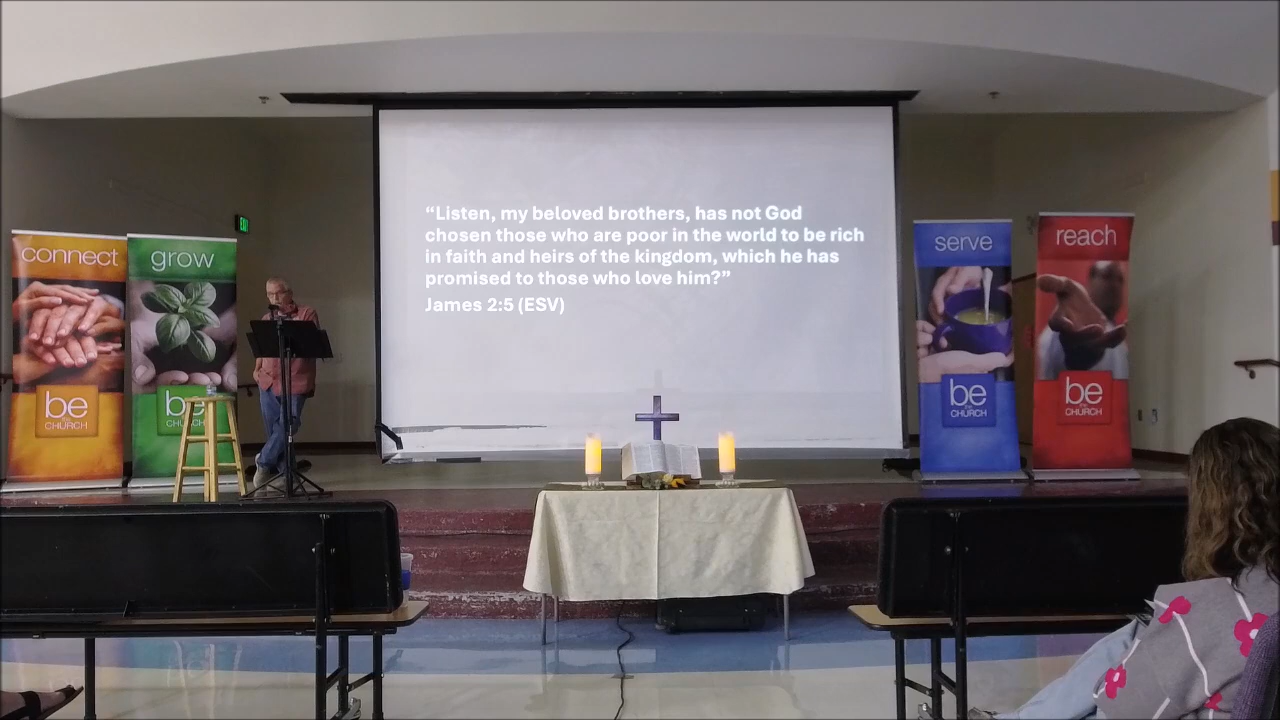 “Listen, my beloved brothers, has not God
chosen those who are poor in the world to be rich
in faith and heirs of the kingdom, which he has
promised to those who love him?”
James 2:5 (ESV)
connect
be
CHURCH
grow
be
CHURCH
serve
be
CHURCH
reach
be
CHURCH